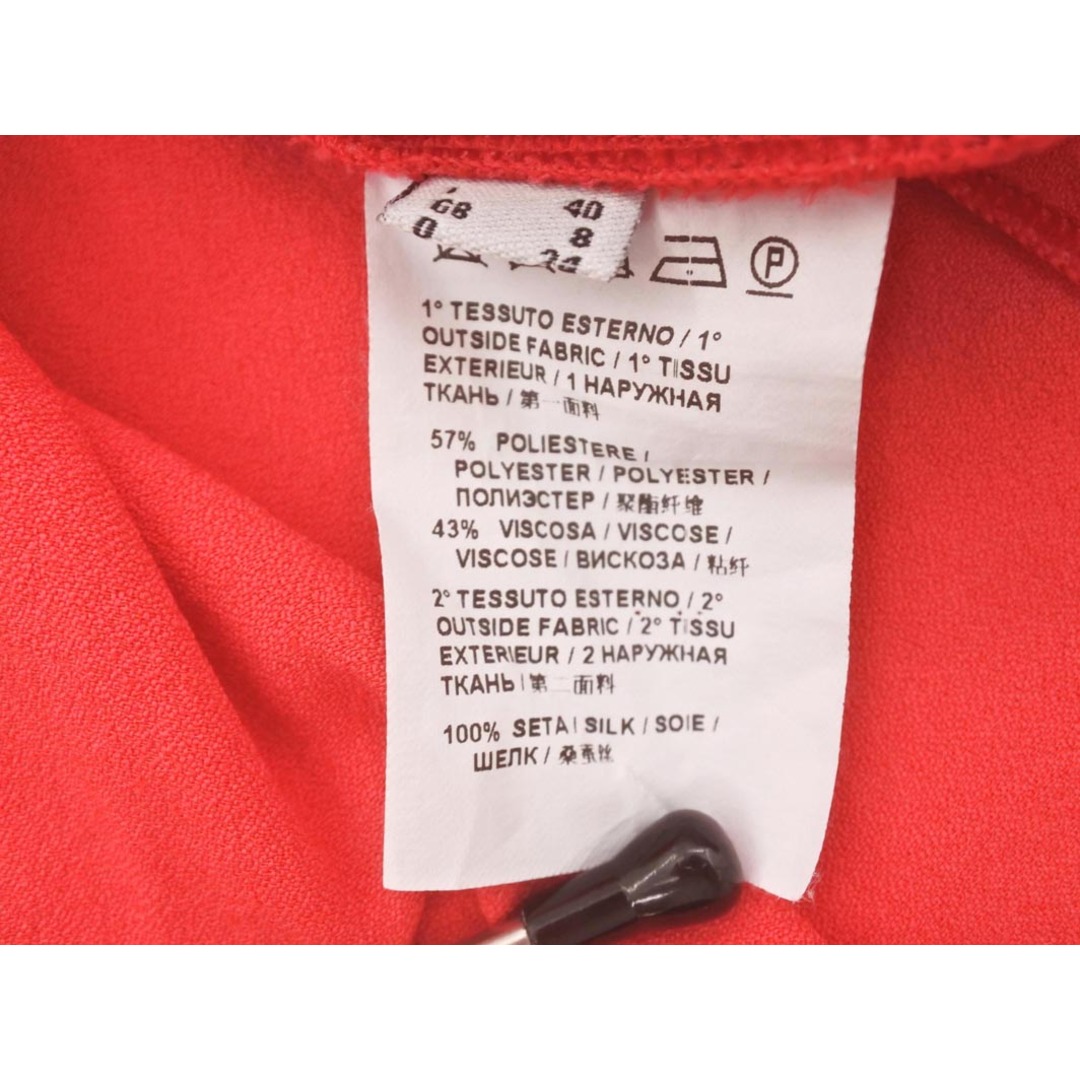 GB 40
0 8
24
P
1° TESSUTO ESTERNO / 1°
OUTSIDE FABRIC / 1° TISSU
EXTERIEUR / 1 НАРУЖНАЯ
ТКАНЬ / 第一面料
57% POLIESTERE /
POLYESTER / POLYESTER /
ПОЛИЭСТЕР / 聚酯纤维
43% VISCOSA / VISCOSE /
VISCOSE / ВИСКОЗА / 粘纤
2° TESSUTO ESTERNO / 2°
OUTSIDE FABRIC / 2° TISSU
EXTERIEUR / 2 НАРУЖНАЯ
ТКАНЬ / 第二面料
100% SETA / SILK / SOIE /
ШЕЛК / 桑蚕丝